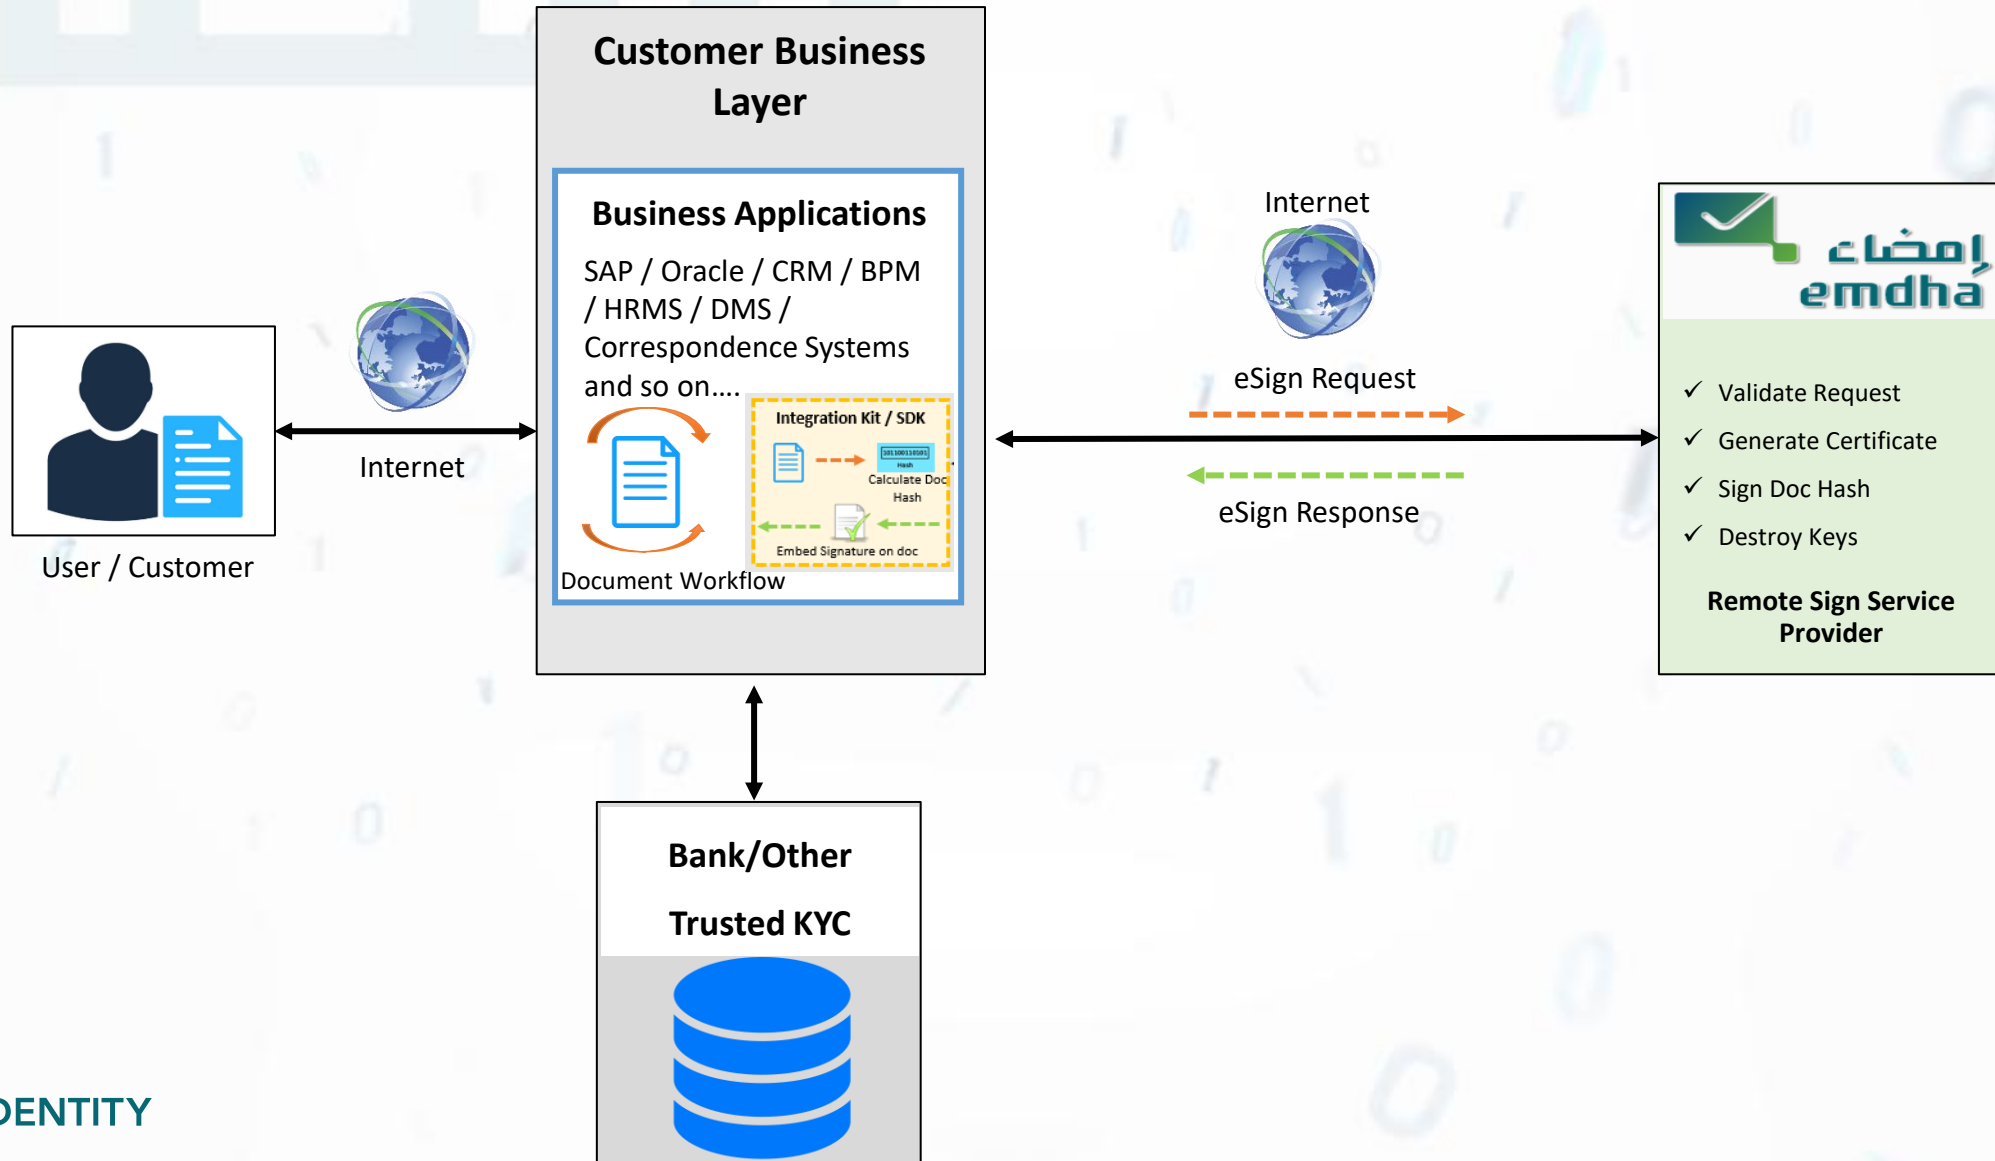 Customer Business
Layer
Business Applications
SAP / Oracle / CRM / BPM
/ HRMS / DMS /
Correspondence Systems
and so on....
Integration Kit / SDK
101100110101
Hash
Calculate Doc
Hash
Embed Signature on doc
Document Workflow
Internet
User / Customer
Internet
eSign Request
eSign Response
إمضاء
emdha
✓ Validate Request
✓ Generate Certificate
✓ Sign Doc Hash
✓ Destroy Keys
Remote Sign Service
Provider
Bank/Other
Trusted KYC
DENTITY